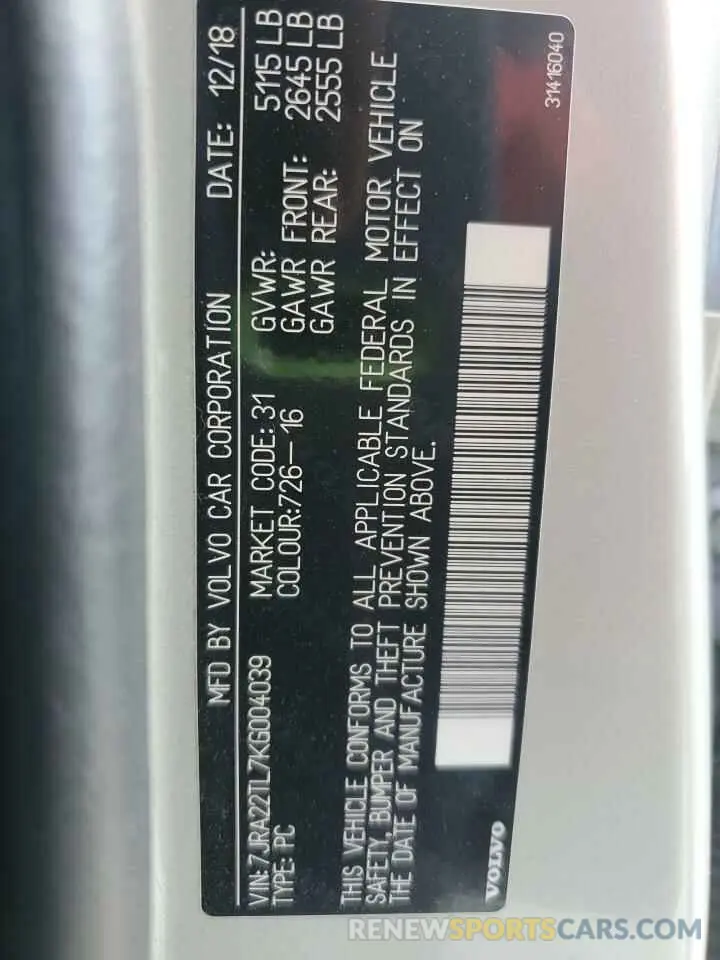 MFD BY VOLVO CAR CORPORATION DATE: 12/18
VIN:7JRA22TL7KG004039 MARKET CODE: 31 GVWR: 5115 LB
TYPE: PC COLOUR:726-16 GAWR FRONT: 2645 LB
GAWR REAR: 2555 LB
THIS VEHICLE CONFORMS TO ALL APPLICABLE FEDERAL MOTOR VEHICLE
SAFETY, BUMPER AND THEFT PREVENTION STANDARDS IN EFFECT ON
THE DATE OF MANUFACTURE SHOWN ABOVE.
VOLVO
31416040
RENEWSPORTSCARS.COM